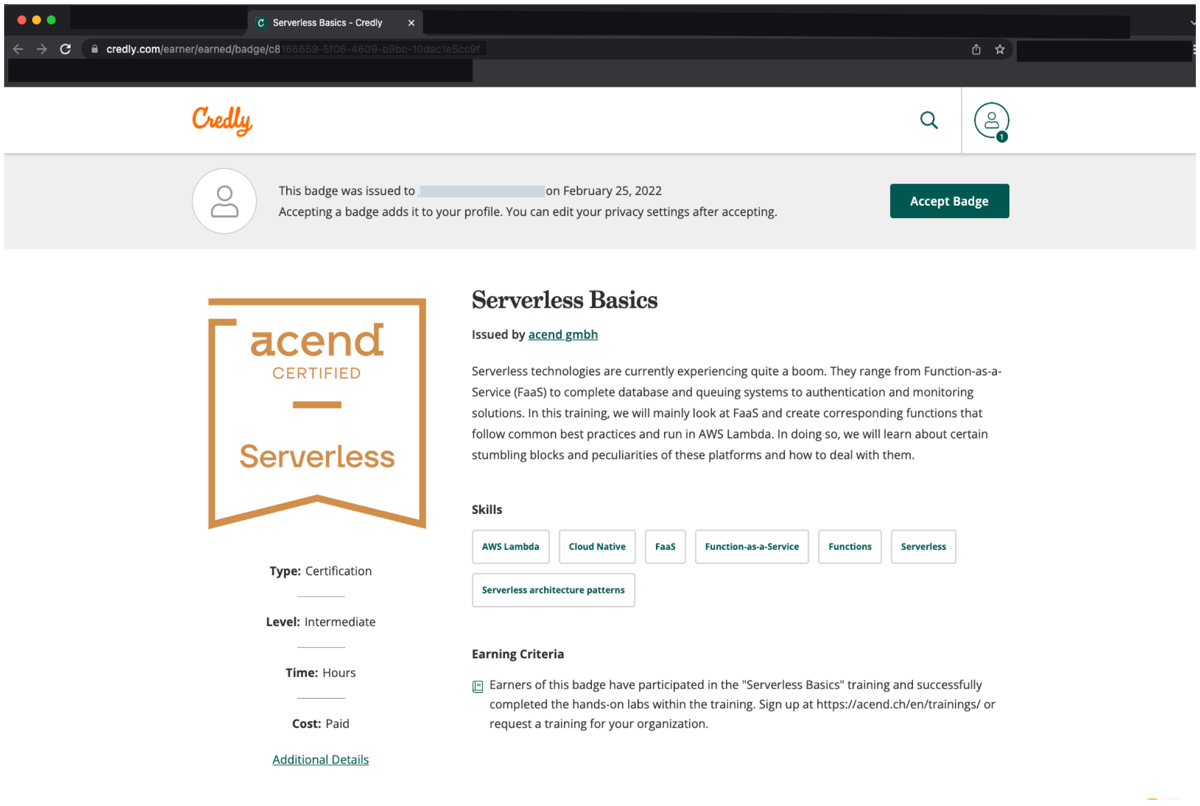 Serverless Basics - Credly
credly.com/earner/earned/badge/c8166659-5f06-4609-b9bc-10dac1e5cc9f
Credly
1
This badge was issued to on February 25, 2022
Accepting a badge adds it to your profile. You can edit your privacy settings after accepting.
Accept Badge
acend
CERTIFIED
Serverless
Type: Certification
Level: Intermediate
Time: Hours
Cost: Paid
Additional Details
Serverless Basics
Issued by acend gmbh
Serverless technologies are currently experiencing quite a boom. They range from Function-as-a-
Service (FaaS) to complete database and queuing systems to authentication and monitoring
solutions. In this training, we will mainly look at FaaS and create corresponding functions that
follow common best practices and run in AWS Lambda. In doing so, we will learn about certain
stumbling blocks and peculiarities of these platforms and how to deal with them.
Skills
AWS Lambda
Cloud Native
FaaS
Function-as-a-Service
Functions
Serverless
Serverless architecture patterns
Earning Criteria
Earners of this badge have participated in the "Serverless Basics" training and successfully
completed the hands-on labs within the training. Sign up at https://acend.ch/en/trainings/ or
request a training for your organization.